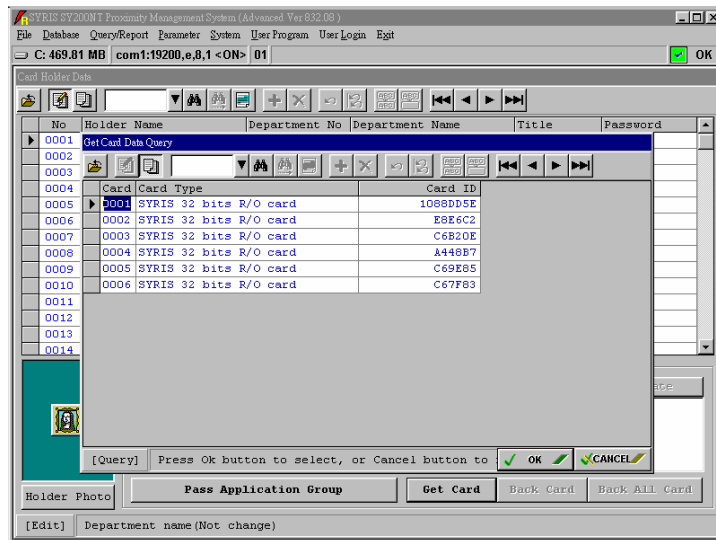 SYRIS SY200NT Proximity Management System (Advanced Ver 832.08 )
File Database Query/Report Parameter System User Program User Login Exit
C: 469.81 MB com1:19200,e,8,1 <ON> 01 OK
Card Holder Data
No Holder Name Department No Department Name Title Password
0001
0002
0003
0004
0005
0006
0007
0008
0009
0010
0011
0012
0013
0014
Get Card Data Query
Card Card Type Card ID
0001 SYRIS 32 bits R/O card 1088DD5E
0002 SYRIS 32 bits R/O card E8E6C2
0003 SYRIS 32 bits R/O card C6B20E
0004 SYRIS 32 bits R/O card A448B7
0005 SYRIS 32 bits R/O card C69E85
0006 SYRIS 32 bits R/O card C67F83
[Query] Press Ok button to select, or Cancel button to
OK CANCEL
Holder Photo Pass Application Group Get Card Back Card Back All Card
[Edit] Department name(Not change)